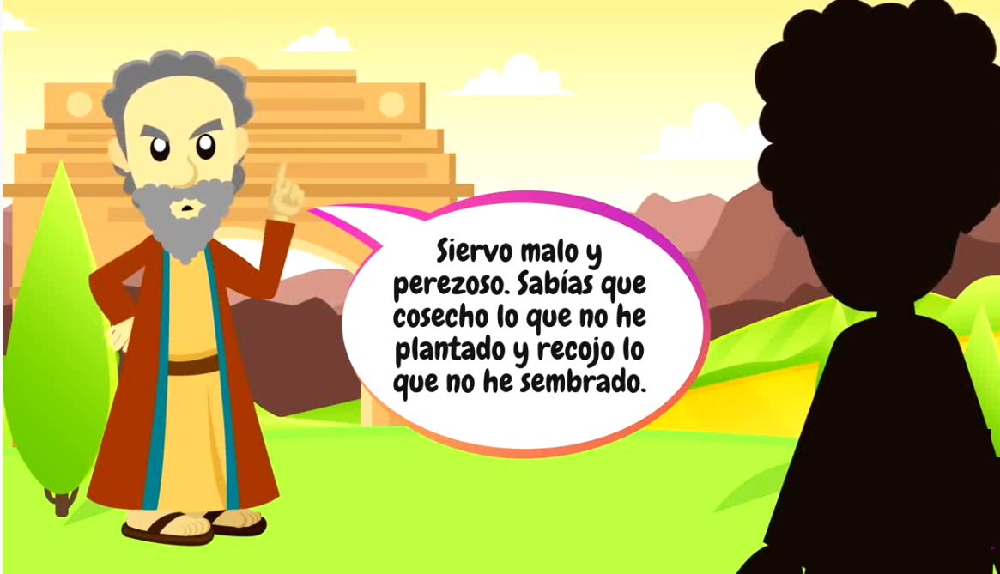 Siervo malo y
perezoso. Sabías que
cosecho lo que no he
plantado y recojo lo
que no he sembrado.